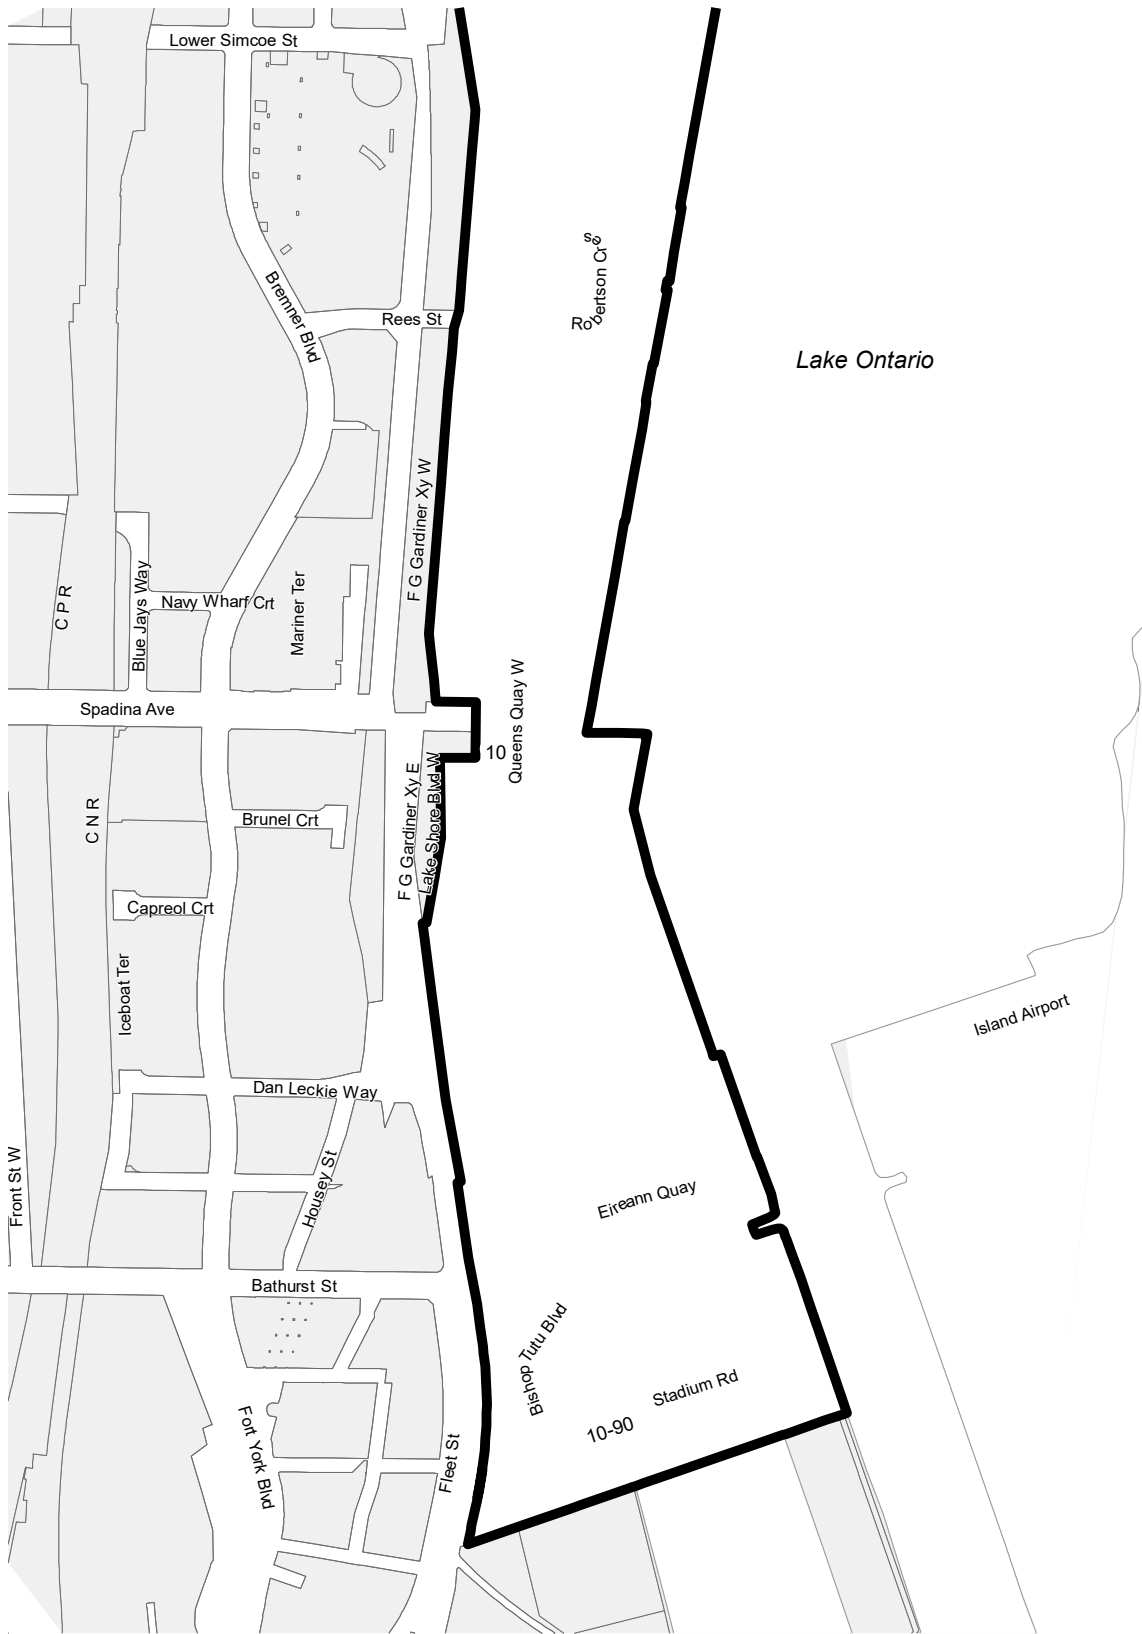 Lower Simcoe St
Robertson Cres
Bremner Blvd
Rees St
Lake Ontario
F G Gardiner Xy W
C P R
Blue Jays Way
Navy Wharf Crt
Mariner Ter
Spadina Ave
Queens Quay W
10
C N R
Brunel Crt
F G Gardiner Xy E
Lake Shore Blvd W
Capreol Crt
Iceboat Ter
Island Airport
Dan Leckie Way
Front St W
Housey St
Eireann Quay
Bathurst St
Bishop Tutu Blvd
Stadium Rd
10-90
Fort York Blvd
Fleet St